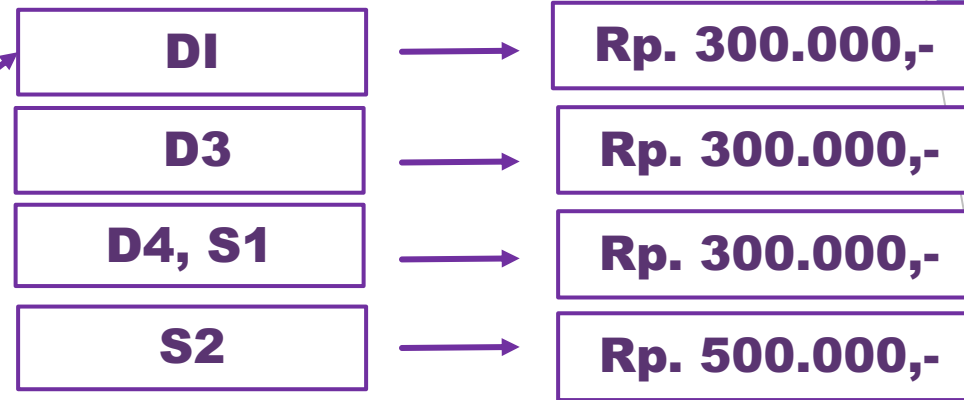 DI
Rp. 300.000,-
D3
Rp. 300.000,-
D4, S1
Rp. 300.000,-
S2
Rp. 500.000,-